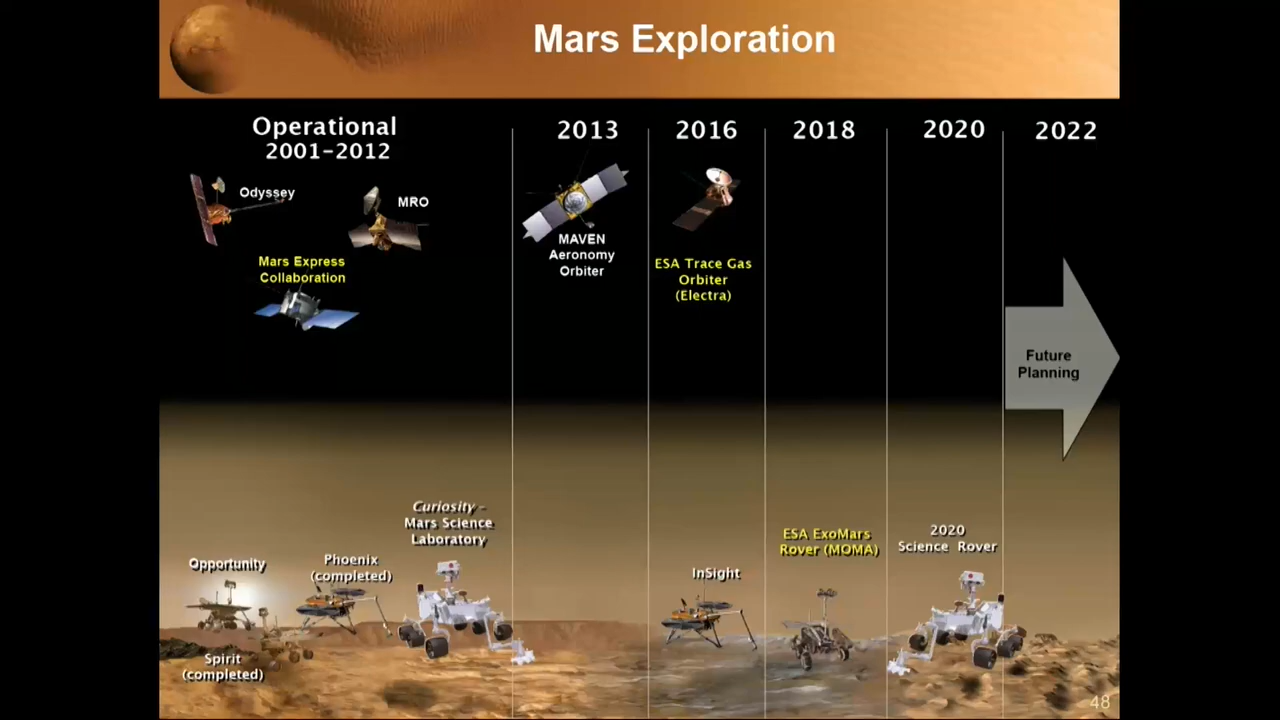 Mars Exploration
Operational
2001-2012
2013
2016
2018
2020
2022
Odyssey
MRO
Mars Express
Collaboration
MAVEN
Aeronomy
Orbiter
ESA Trace Gas
Orbiter
(Electra)
Future
Planning
Curiosity –
Mars Science
Laboratory
Opportunity
Phoenix
(completed)
Spirit
(completed)
InSight
ESA ExoMars
Rover (MOMA)
2020
Science Rover
48